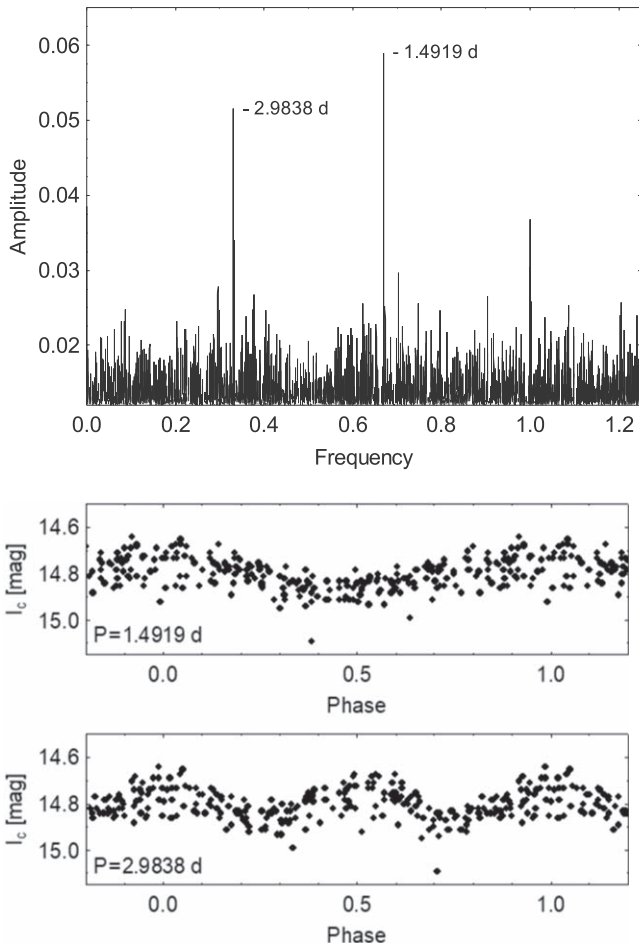 0.06
- 1.4919 d
- 2.9838 d
0.05
Amplitude
0.04
0.03
0.02
0.0 0.2 0.4 0.6 0.8 1.0 1.2
Frequency
14.6
I_c [mag]
14.8
15.0
P=1.4919 d
0.0 0.5 1.0
Phase
14.6
I_c [mag]
14.8
15.0
P=2.9838 d
0.0 0.5 1.0
Phase